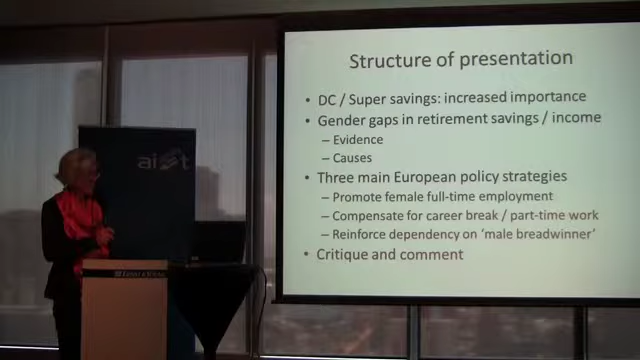 Structure of presentation
• DC / Super savings: increased importance
• Gender gaps in retirement savings / income
– Evidence
– Causes
• Three main European policy strategies
– Promote female full-time employment
– Compensate for career break / part-time work
– Reinforce dependency on 'male breadwinner'
• Critique and comment
aist